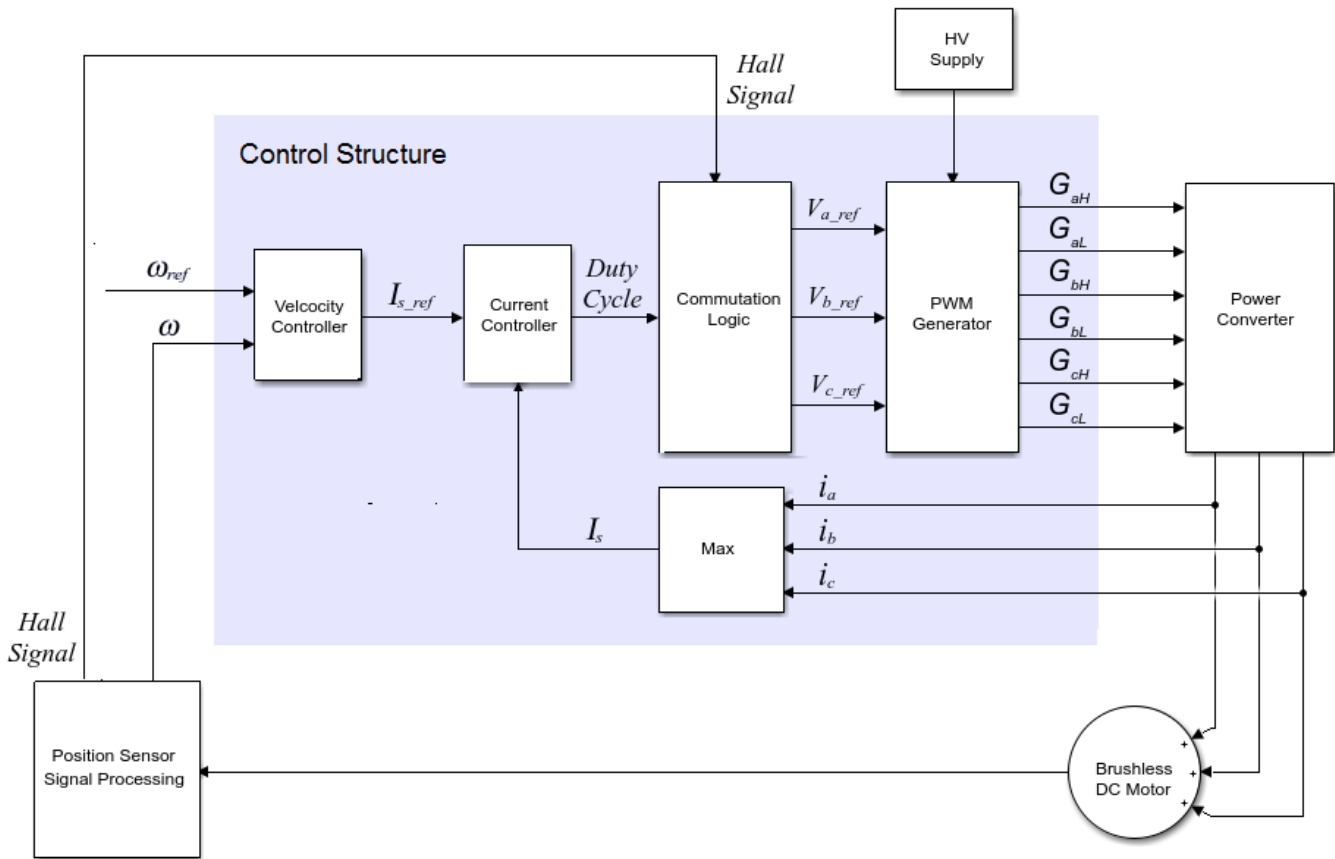 HV
Supply
Hall
Signal
Control Structure
G_aH
V_a_ref
G_aL
ω_ref
Duty
Cycle
I_s_ref
Velcocity
Controller
Current
Controller
Commutation
Logic
V_b_ref
PWM
Generator
G_bH
Power
Converter
ω
G_bL
G_cH
V_c_ref
G_cL
i_a
I_s
Max
i_b
i_c
Hall
Signal
Position Sensor
Signal Processing
+
+
+
Brushless
DC Motor